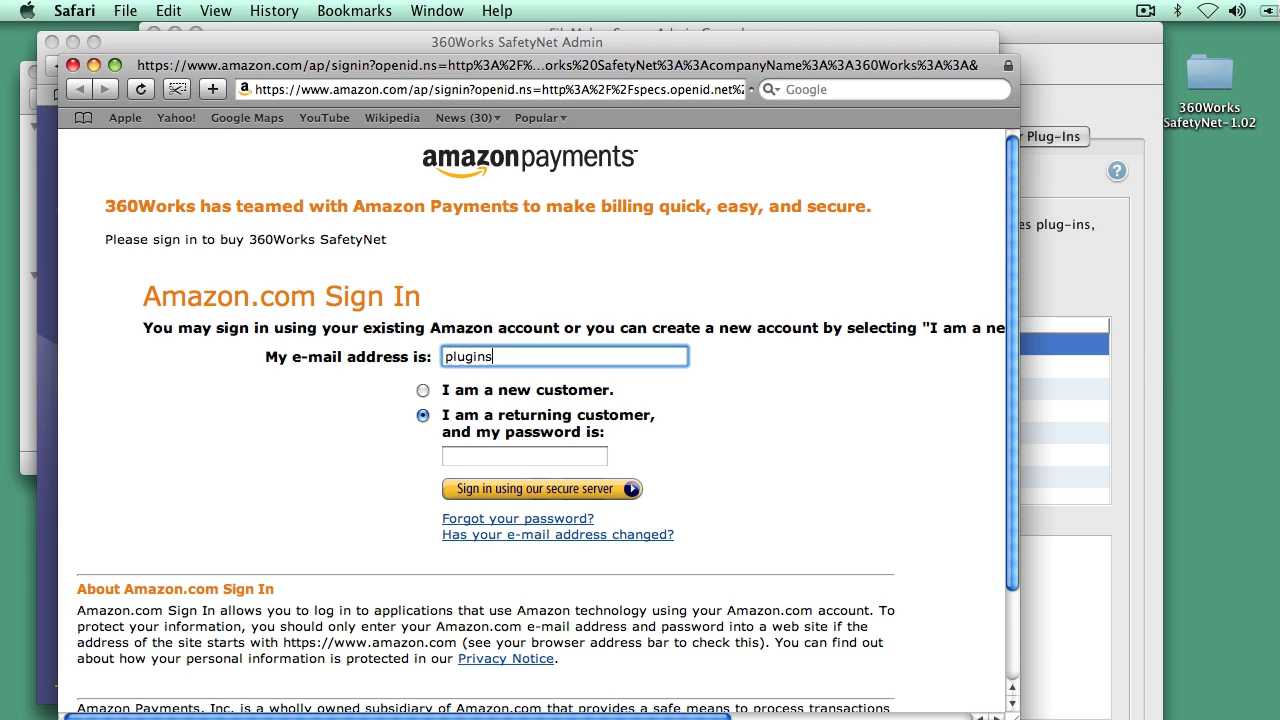 Safari File Edit View History Bookmarks Window Help
360Works SafetyNet Admin
https://www.amazon.com/ap/signin?openid.ns=http%3A%2F%...orks%20SafetyNet%3A%3AcompanyName%3A%3A360Works%3A%3A&
https://www.amazon.com/ap/signin?openid.ns=http%3A%2F%2Fspecs.openid.net%
Google
Apple Yahoo! Google Maps YouTube Wikipedia News (30) Popular
360Works
SafetyNet-1.02
Plug-Ins
es plug-ins,
amazonpayments
360Works has teamed with Amazon Payments to make billing quick, easy, and secure.
Please sign in to buy 360Works SafetyNet
Amazon.com Sign In
You may sign in using your existing Amazon account or you can create a new account by selecting "I am a ne
My e-mail address is: plugins
I am a new customer.
I am a returning customer,
and my password is:
Sign in using our secure server
Forgot your password?
Has your e-mail address changed?
About Amazon.com Sign In
Amazon.com Sign In allows you to log in to applications that use Amazon technology using your Amazon.com account. To
protect your information, you should only enter your Amazon.com e-mail address and password into a web site if the
address of the site starts with https://www.amazon.com (see your browser address bar to check this). You can find out
about how your personal information is protected in our Privacy Notice.
Amazon Payments, Inc. is a wholly owned subsidiary of Amazon.com that provides a safe means to process transactions